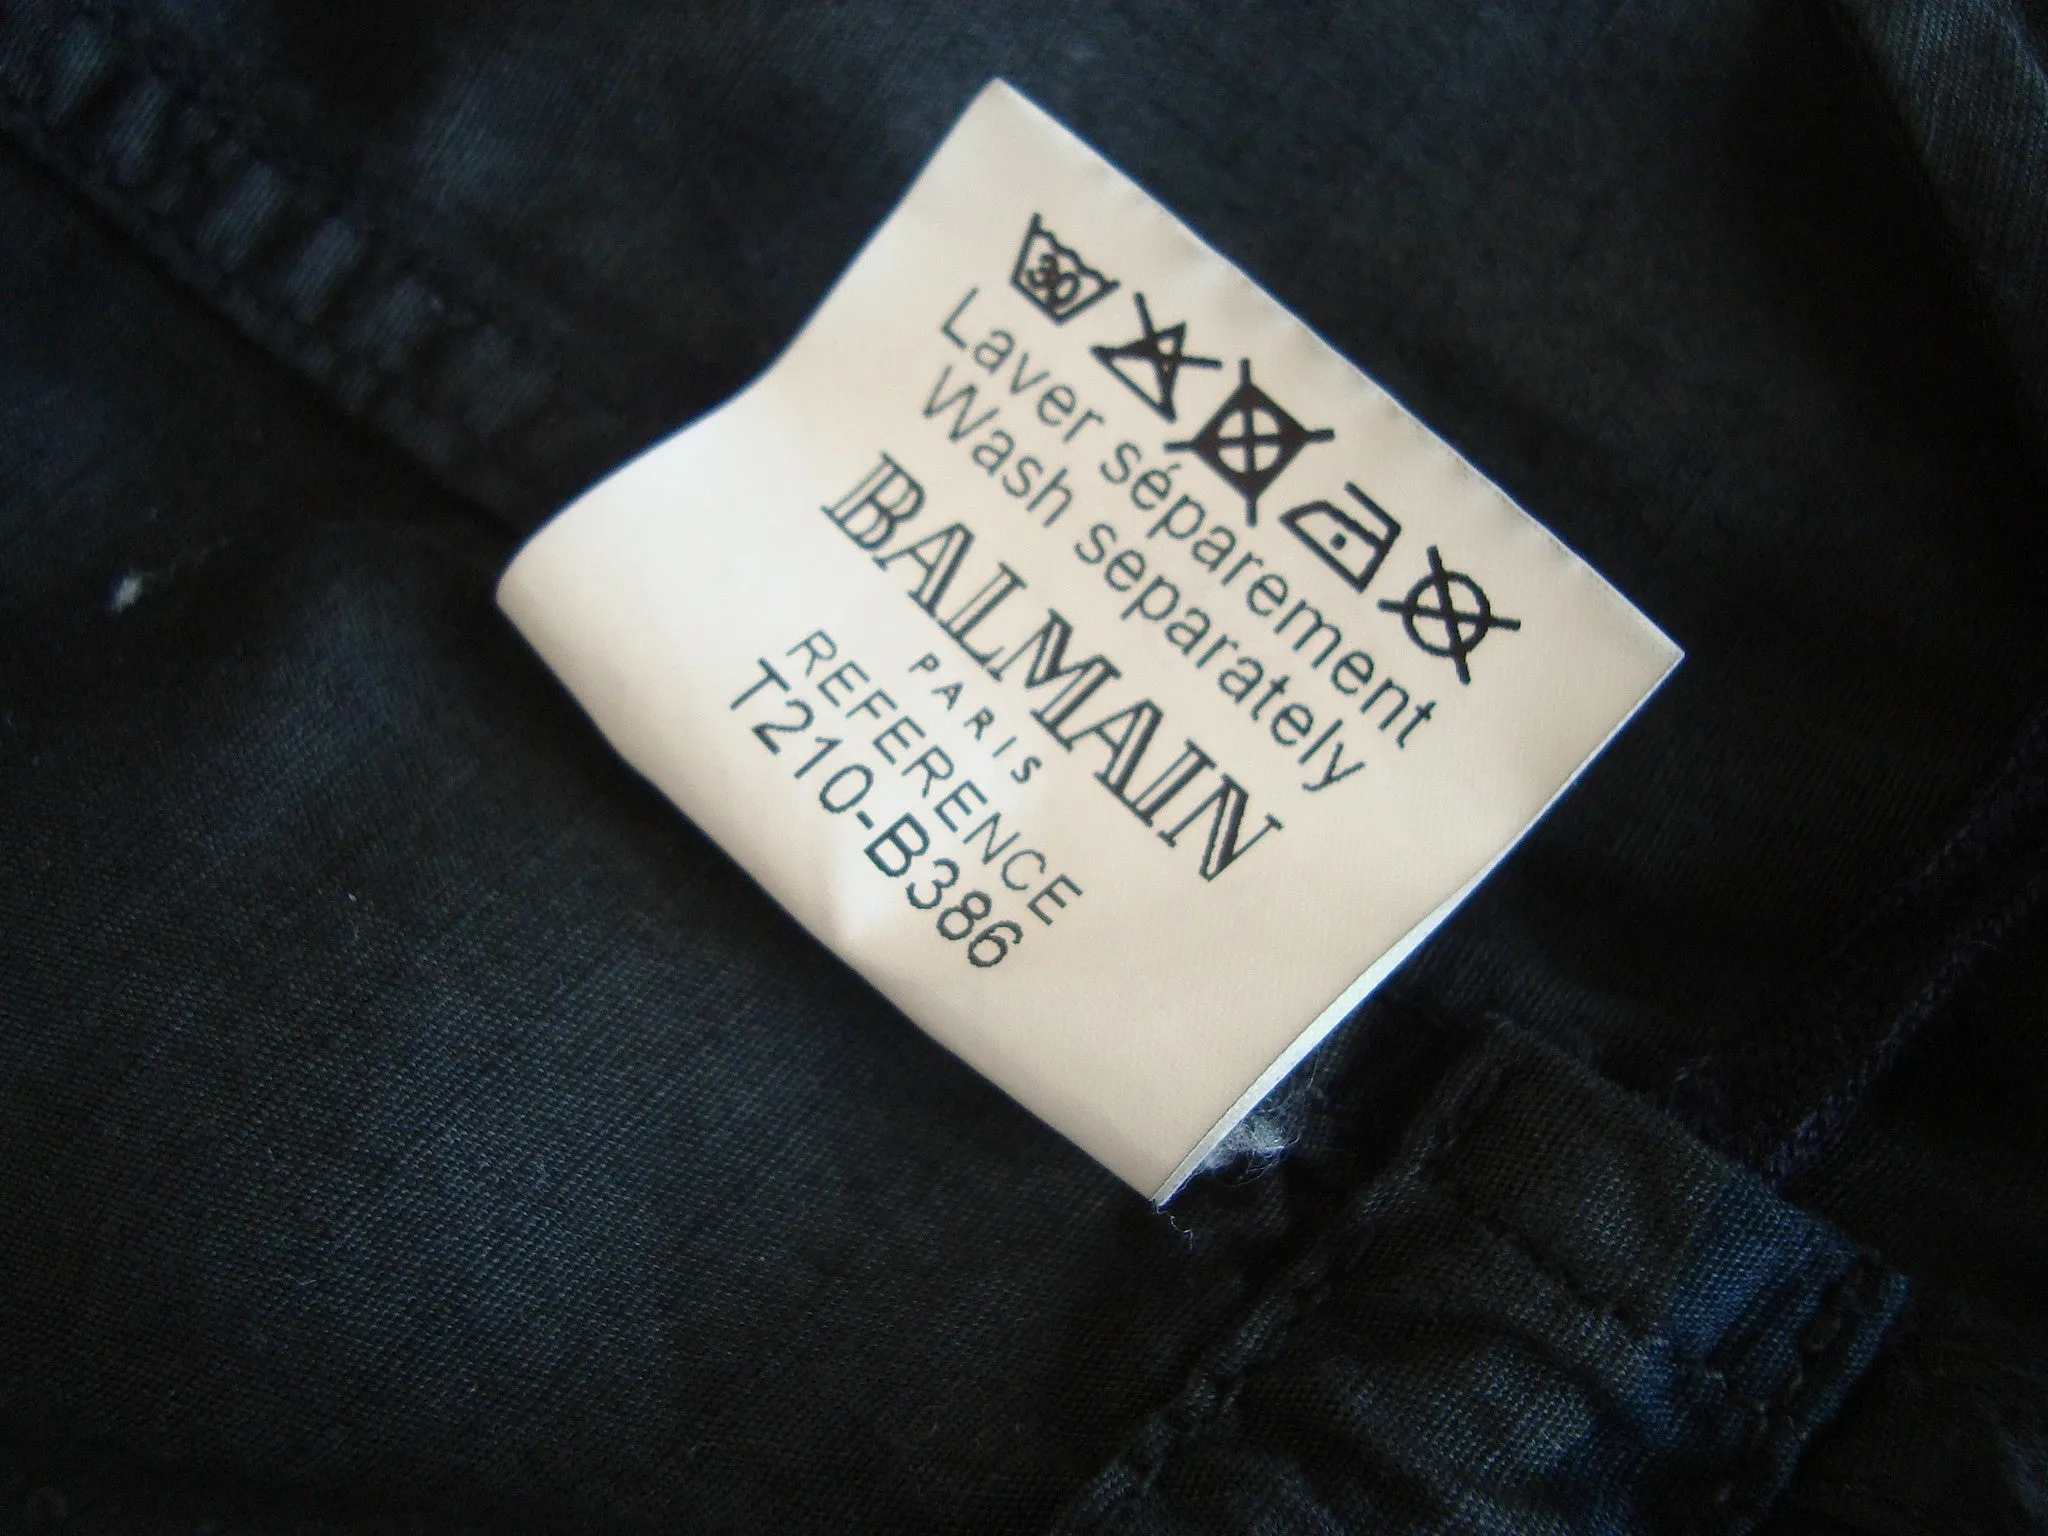 30
Laver séparement
Wash separately
BALMAIN
PARIS
REFERENCE
T210-B386